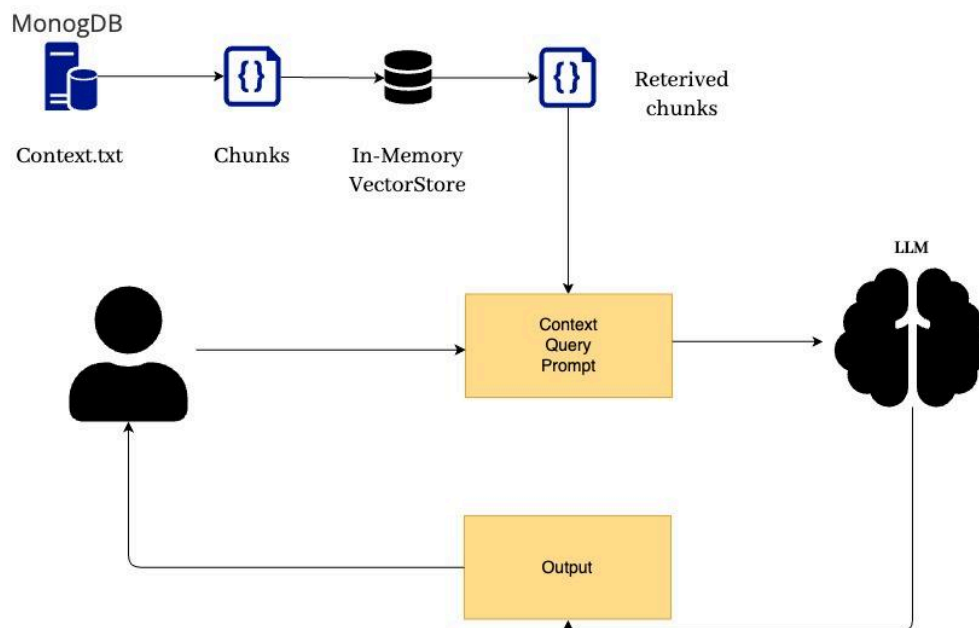 MonogDB
{}
{}
Reterived
chunks
Context.txt
Chunks
In-Memory
VectorStore
LLM
Context
Query
Prompt
Output